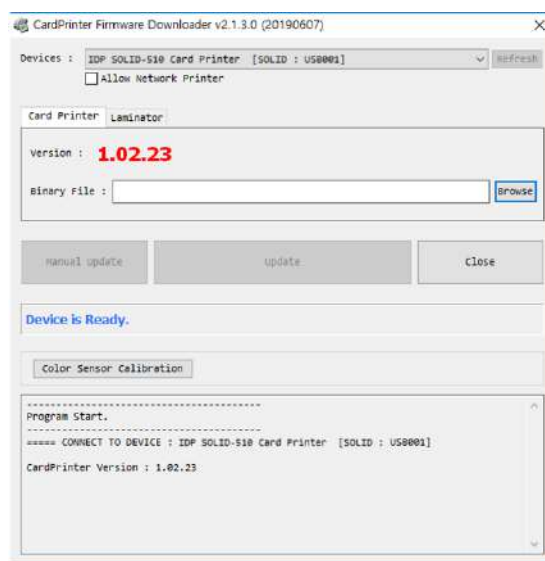 CardPrinter Firmware Downloader v2.1.3.0 (20190607)
Devices : IDP SOLID-510 Card Printer [SOLID : USB001] Refresh
Allow Network Printer
Card Printer Laminator
Version : 1.02.23
Binary File : Browse
Manual Update Update Close
Device is Ready.
Color Sensor Calibration
----------------------------------------
Program Start.
----------------------------------------
===== CONNECT TO DEVICE : IDP SOLID-510 Card Printer [SOLID : USB001]
CardPrinter Version : 1.02.23